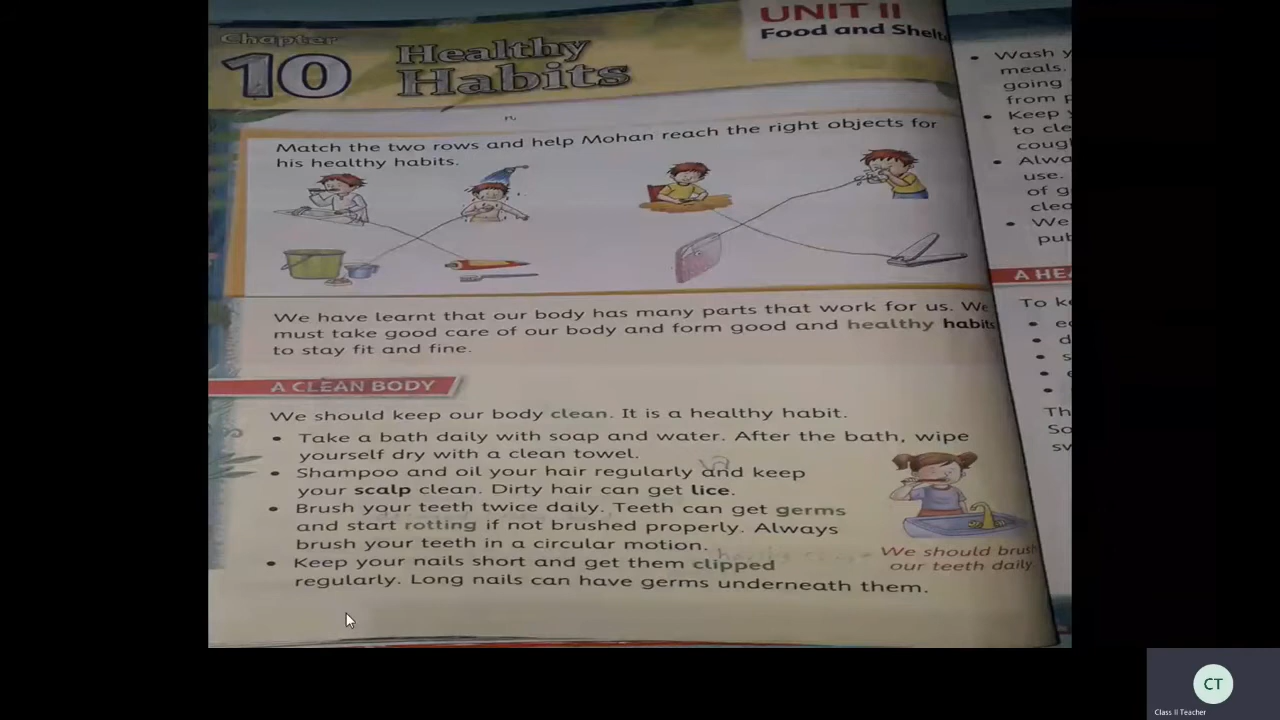 Chapter
10
Healthy
Habits
UNIT II
Food and
Match the two rows and help Mohan reach the right objects for
his healthy habits.
We have learnt that our body has many parts that work for us. We
must take good care of our body and form good and healthy habits
to stay fit and fine.
A CLEAN BODY
We should keep our body clean. It is a healthy habit.
• Take a bath daily with soap and water. After the bath, wipe
yourself dry with a clean towel.
• Shampoo and oil your hair regularly and keep
your scalp clean. Dirty hair can get lice.
• Brush your teeth twice daily. Teeth can get germs
and start rotting if not brushed properly. Always
brush your teeth in a circular motion.
• Keep your nails short and get them clipped
regularly. Long nails can have germs underneath them.
We should brush
our teeth daily
• Wash
meals.
going
from
• Keep
to
• 
use.
of
• We
A
To
CT
Class II Teacher